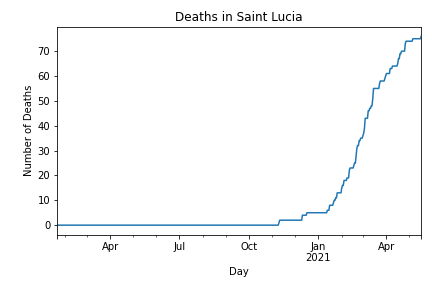 Deaths in Saint Lucia
Number of Deaths
70
60
50
40
30
20
10
0
Apr
Jul
Oct
Jan
2021
Apr
Day